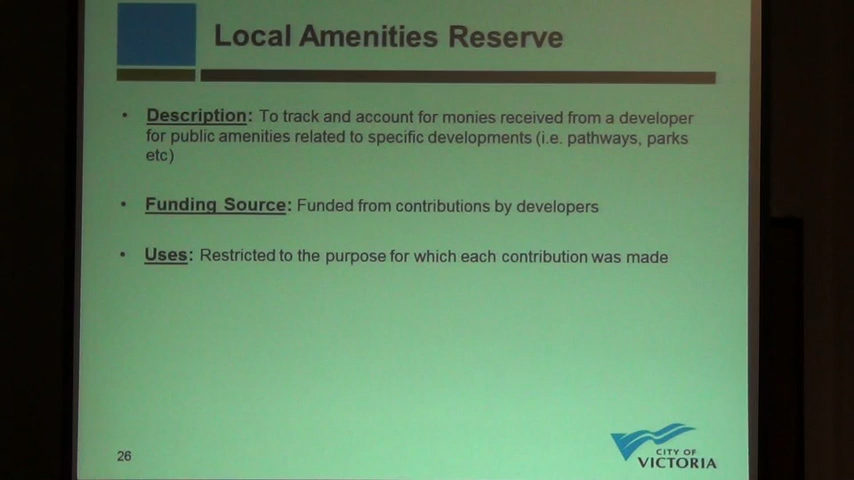 Local Amenities Reserve
• Description: To track and account for monies received from a developer
for public amenities related to specific developments (i.e. pathways, parks
etc)
• Funding Source: Funded from contributions by developers
• Uses: Restricted to the purpose for which each contribution was made
26
CITY OF
VICTORIA